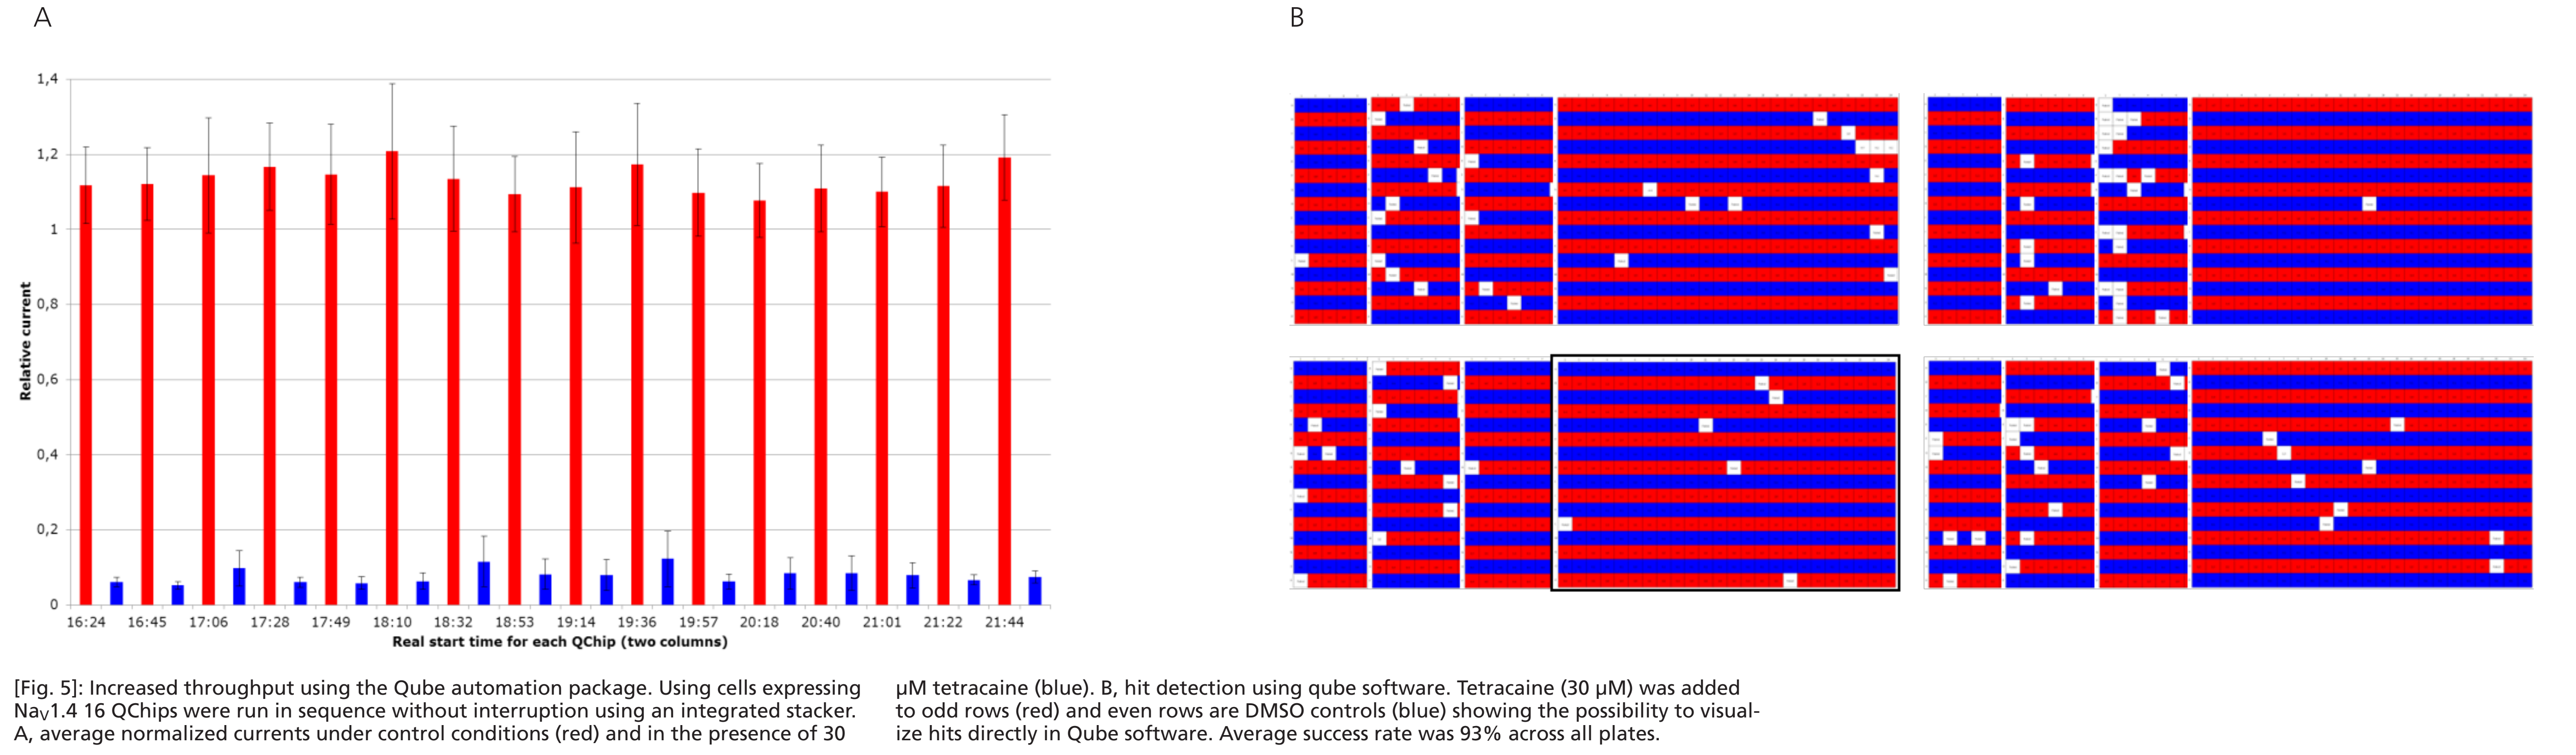 A
B
1,4
1,2
1
0,8
0,6
0,4
0,2
0
Relative current
16:24 16:45 17:06 17:28 17:49 18:10 18:32 18:53 19:14 19:36 19:57 20:18 20:40 21:01 21:22 21:44
Real start time for each QChip (two columns)
[Fig. 5]: Increased throughput using the Qube automation package. Using cells expressing
NaV1.4 16 QChips were run in sequence without interruption using an integrated stacker.
A, average normalized currents under control conditions (red) and in the presence of 30
µM tetracaine (blue). B, hit detection using qube software. Tetracaine (30 µM) was added
to odd rows (red) and even rows are DMSO controls (blue) showing the possibility to visual-
ize hits directly in Qube software. Average success rate was 93% across all plates.